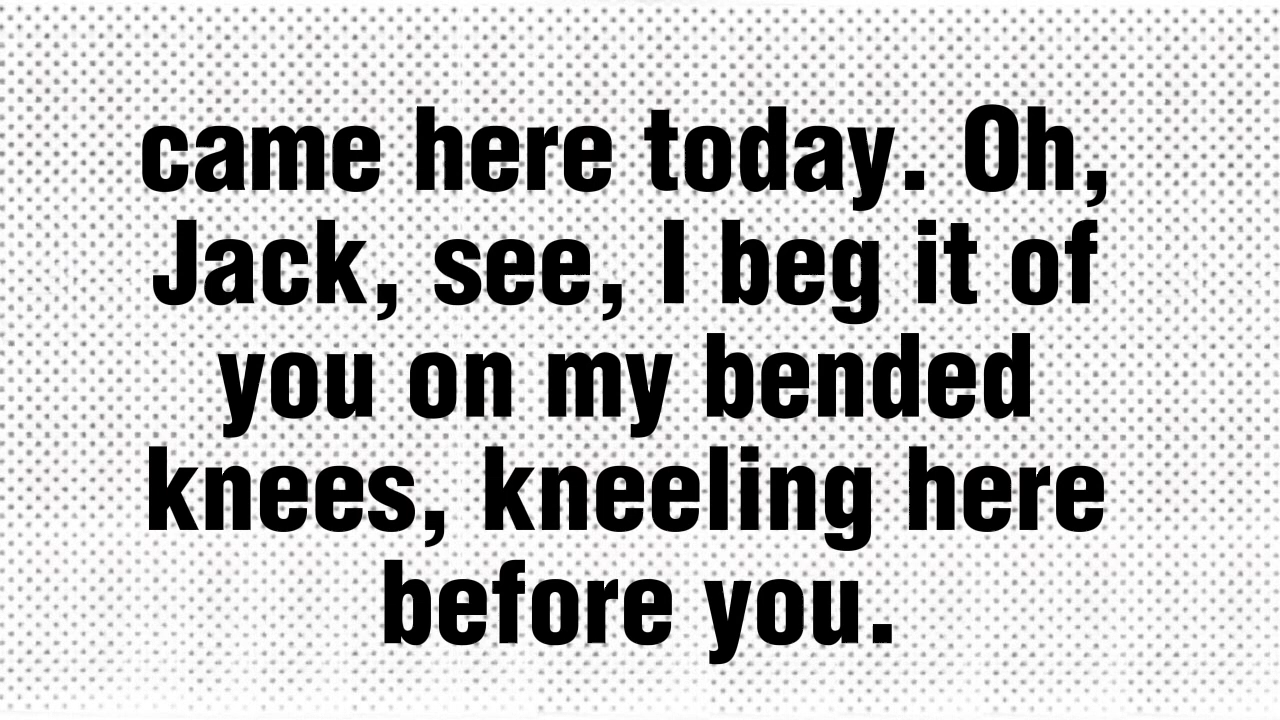 came here today. Oh,
Jack, see, I beg it of
you on my bended
knees, kneeling here
before you.